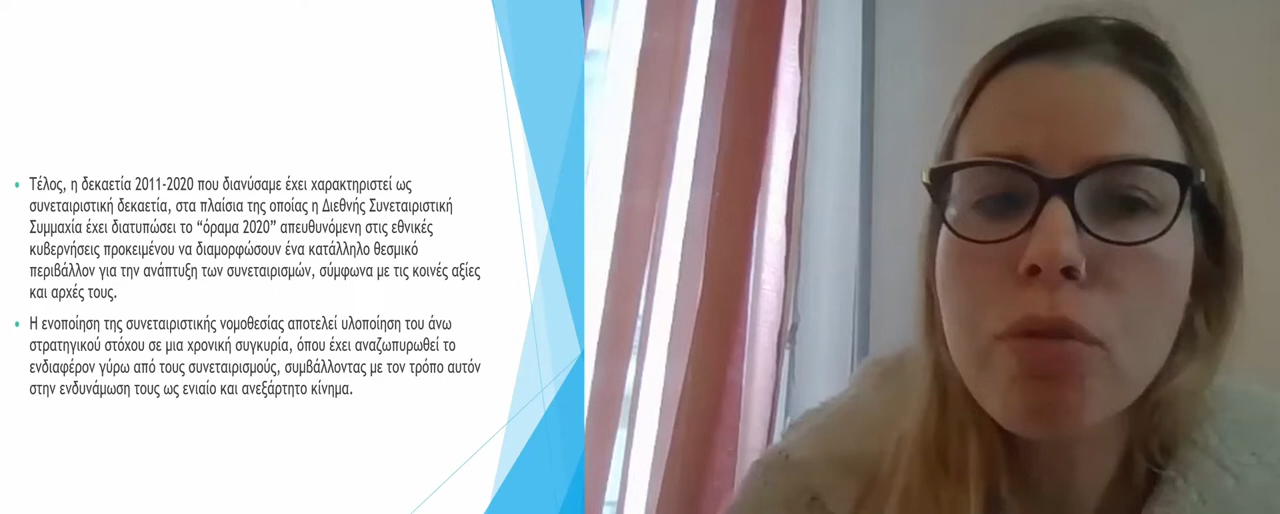 • Τέλος, η δεκαετία 2011-2020 που διανύσαμε έχει χαρακτηριστεί ως
συνεταιριστική δεκαετία, στα πλαίσια της οποίας η Διεθνής Συνεταιριστική
Συμμαχία έχει διατυπώσει το “όραμα 2020” απευθυνόμενη στις εθνικές
κυβερνήσεις προκειμένου να διαμορφώσουν ένα κατάλληλο θεσμικό
περιβάλλον για την ανάπτυξη των συνεταιρισμών, σύμφωνα με τις κοινές αξίες
και αρχές τους.
• Η ενοποίηση της συνεταιριστικής νομοθεσίας αποτελεί υλοποίηση του άνω
στρατηγικού στόχου σε μια χρονική συγκυρία, όπου έχει αναζωπυρωθεί το
ενδιαφέρον γύρω από τους συνεταιρισμούς, συμβάλλοντας με τον τρόπο αυτόν
στην ενδυνάμωση τους ως ενιαίο και ανεξάρτητο κίνημα.